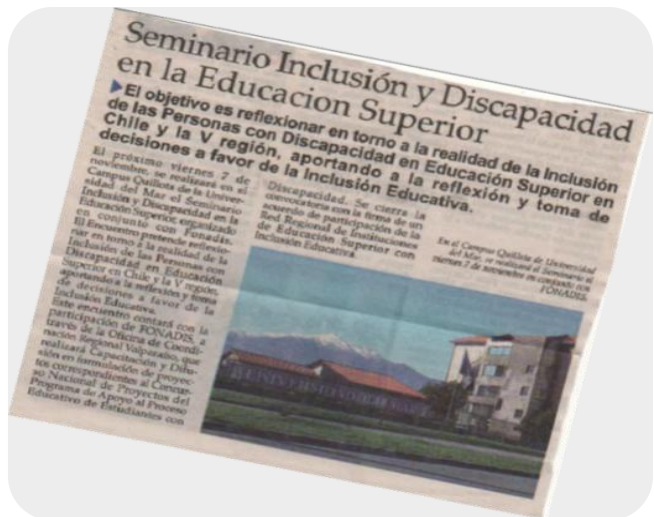 Seminario Inclusión y Discapacidad
en la Educacion Superior
El objetivo es reflexionar en torno a la realidad de la Inclusión
de las Personas con Discapacidad en Educación Superior en
Chile y la V región, aportando a la reflexión y toma de
decisiones a favor de la Inclusión Educativa.
El próximo viernes 7 de
noviembre, se realizará en el
Campus Quillota de la Univer-
sidad del Mar el Seminario
Inclusión y Discapacidad en la
Educación Superior, organizado
en conjunto con Fonadis.
El Encuentro pretende reflexio-
nar en torno a la realidad de la
Inclusión de las Personas con
Discapacidad en Educación
Superior en Chile y la V región,
aportando a la reflexión y toma
de decisiones a favor de la
Inclusión Educativa.
Este encuentro contará con la
participación de FONADIS, a
través de la Oficina de Coordi-
nación Regional Valparaíso, que
realizará Capacitación y Difu-
sión en formulación de proyec-
tos correspondientes al Concur-
so Nacional de Proyectos del
Programa de Apoyo al Proceso
Educativo de Estudiantes con
Discapacidad. Se cierra la
convocatoria con la firma de un
acuerdo de participación de la
Red Regional de Instituciones
de Educación Superior con
Inclusión Educativa.
En el Campus Quillota de Universidad
del Mar, se realizará el Seminario el
viernes 7 de noviembre en conjunto con
FONADIS.